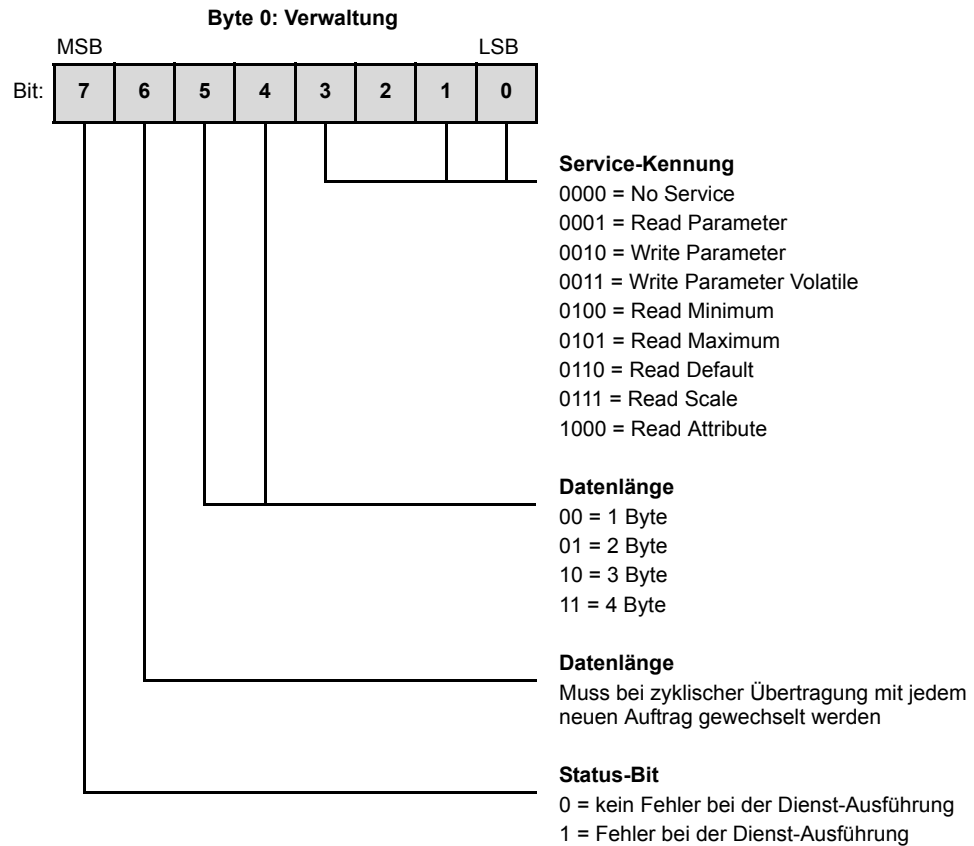 Byte 0: Verwaltung
MSB LSB
Bit: 7 6 5 4 3 2 1 0
Service-Kennung
0000 = No Service
0001 = Read Parameter
0010 = Write Parameter
0011 = Write Parameter Volatile
0100 = Read Minimum
0101 = Read Maximum
0110 = Read Default
0111 = Read Scale
1000 = Read Attribute
Datenlänge
00 = 1 Byte
01 = 2 Byte
10 = 3 Byte
11 = 4 Byte
Datenlänge
Muss bei zyklischer Übertragung mit jedem
neuen Auftrag gewechselt werden
Status-Bit
0 = kein Fehler bei der Dienst-Ausführung
1 = Fehler bei der Dienst-Ausführung